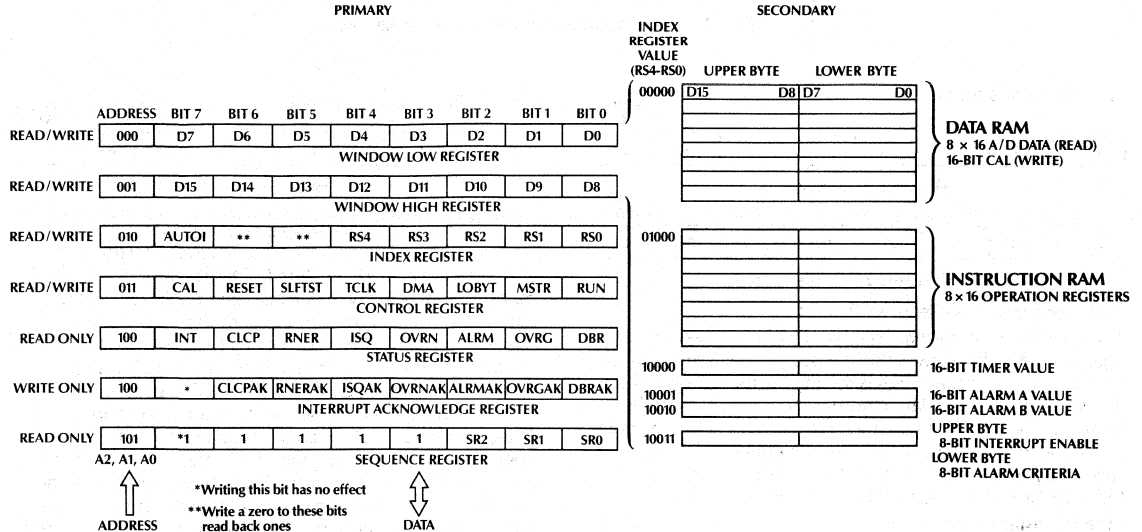 PRIMARY
ADDRESS BIT 7 BIT 6 BIT 5 BIT 4 BIT 3 BIT 2 BIT 1 BIT 0
READ/WRITE 000 D7 D6 D5 D4 D3 D2 D1 D0
WINDOW LOW REGISTER
READ/WRITE 001 D15 D14 D13 D12 D11 D10 D9 D8
WINDOW HIGH REGISTER
READ/WRITE 010 AUTOI ** ** RS4 RS3 RS2 RS1 RS0
INDEX REGISTER
READ/WRITE 011 CAL RESET SLFTST TCLK DMA LOBYT MSTR RUN
CONTROL REGISTER
READ ONLY 100 INT CLCP RNER ISQ OVRN ALRM OVRG DBR
STATUS REGISTER
WRITE ONLY 100 * CLCPAK RNERAK ISQAK OVRNAK ALRMAK OVRGAK DBRAK
INTERRUPT ACKNOWLEDGE REGISTER
READ ONLY 101 *1 1 1 1 1 SR2 SR1 SR0
A2, A1, A0 SEQUENCE REGISTER
*Writing this bit has no effect
**Write a zero to these bits
read back ones
ADDRESS DATA
SECONDARY
INDEX
REGISTER
VALUE
(RS4-RS0) UPPER BYTE LOWER BYTE
00000 D15 D8 D7 D0
DATA RAM
8 × 16 A/D DATA (READ)
16-BIT CAL (WRITE)
01000
INSTRUCTION RAM
8 × 16 OPERATION REGISTERS
10000 16-BIT TIMER VALUE
10001 16-BIT ALARM A VALUE
10010 16-BIT ALARM B VALUE
10011 UPPER BYTE
8-BIT INTERRUPT ENABLE
LOWER BYTE
8-BIT ALARM CRITERIA